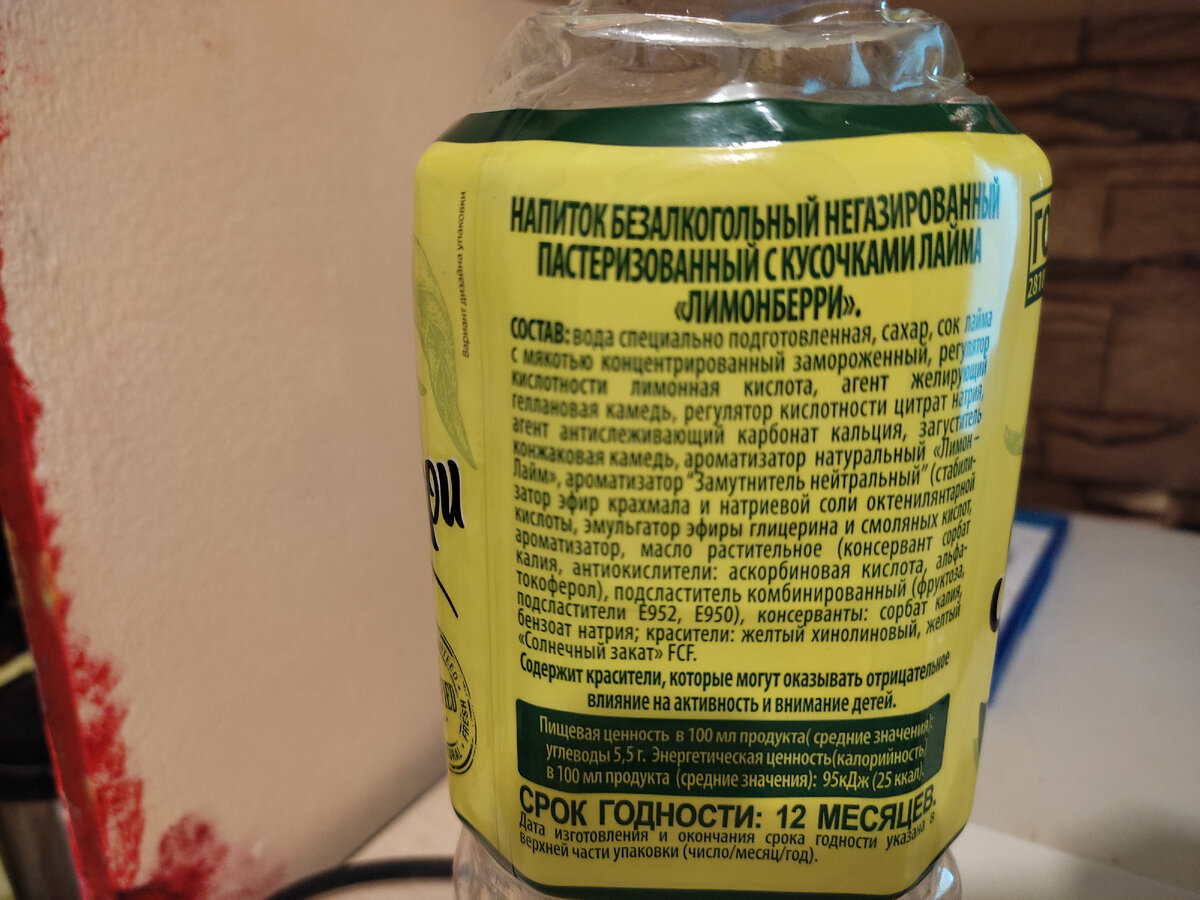 Вариант дизайна упаковки
НАПИТОК БЕЗАЛКОГОЛЬНЫЙ НЕГАЗИРОВАННЫЙ
ПАСТЕРИЗОВАННЫЙ С КУСОЧКАМИ ЛАЙМА
«ЛИМОНБЕРРИ».
СОСТАВ: вода специально подготовленная, сахар, сок лайма
с мякотью концентрированный замороженный, регулятор
кислотности лимонная кислота, агент желирующий
геллановая камедь, регулятор кислотности цитрат натрия,
агент антислеживающий карбонат кальция, загуститель
конжаковая камедь, ароматизатор натуральный «Лимон –
Лайм», ароматизатор "Замутнитель нейтральный" (стабили-
затор эфир крахмала и натриевой соли октенилянтарной
кислоты, эмульгатор эфиры глицерина и смоляных кислот,
ароматизатор, масло растительное (консервант сорбат
калия, антиокислители: аскорбиновая кислота, альфа-
токоферол), подсластитель комбинированный (фруктоза,
подсластители Е952, Е950), консерванты: сорбат калия,
бензоат натрия; красители: желтый хинолиновый, желтый
«Солнечный закат» FCF.
Содержит красители, которые могут оказывать отрицательное
влияние на активность и внимание детей.
Пищевая ценность в 100 мл продукта( средние значения):
углеводы 5,5 г. Энергетическая ценность(калорийность)
в 100 мл продукта (средние значения): 95кДж (25 ккал).
СРОК ГОДНОСТИ: 12 МЕСЯЦЕВ.
Дата изготовления и окончания срока годности указана в
верхней части упаковки (число/месяц/год).
ри
FRESH
ГО
281